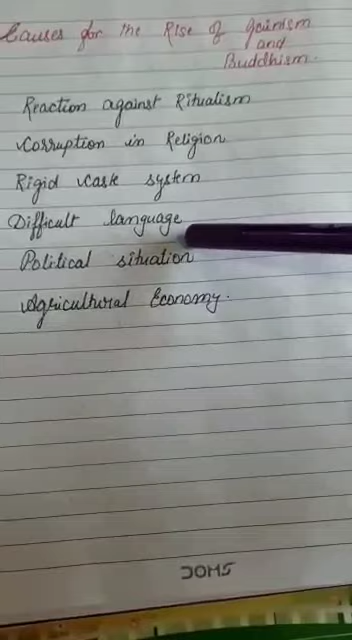 Causes for the Rise of Jainism
and
Buddhism.
Reaction against Ritualism
Corruption in Religion
Rigid Caste system
Difficult language
Political situation
Agricultural Economy.